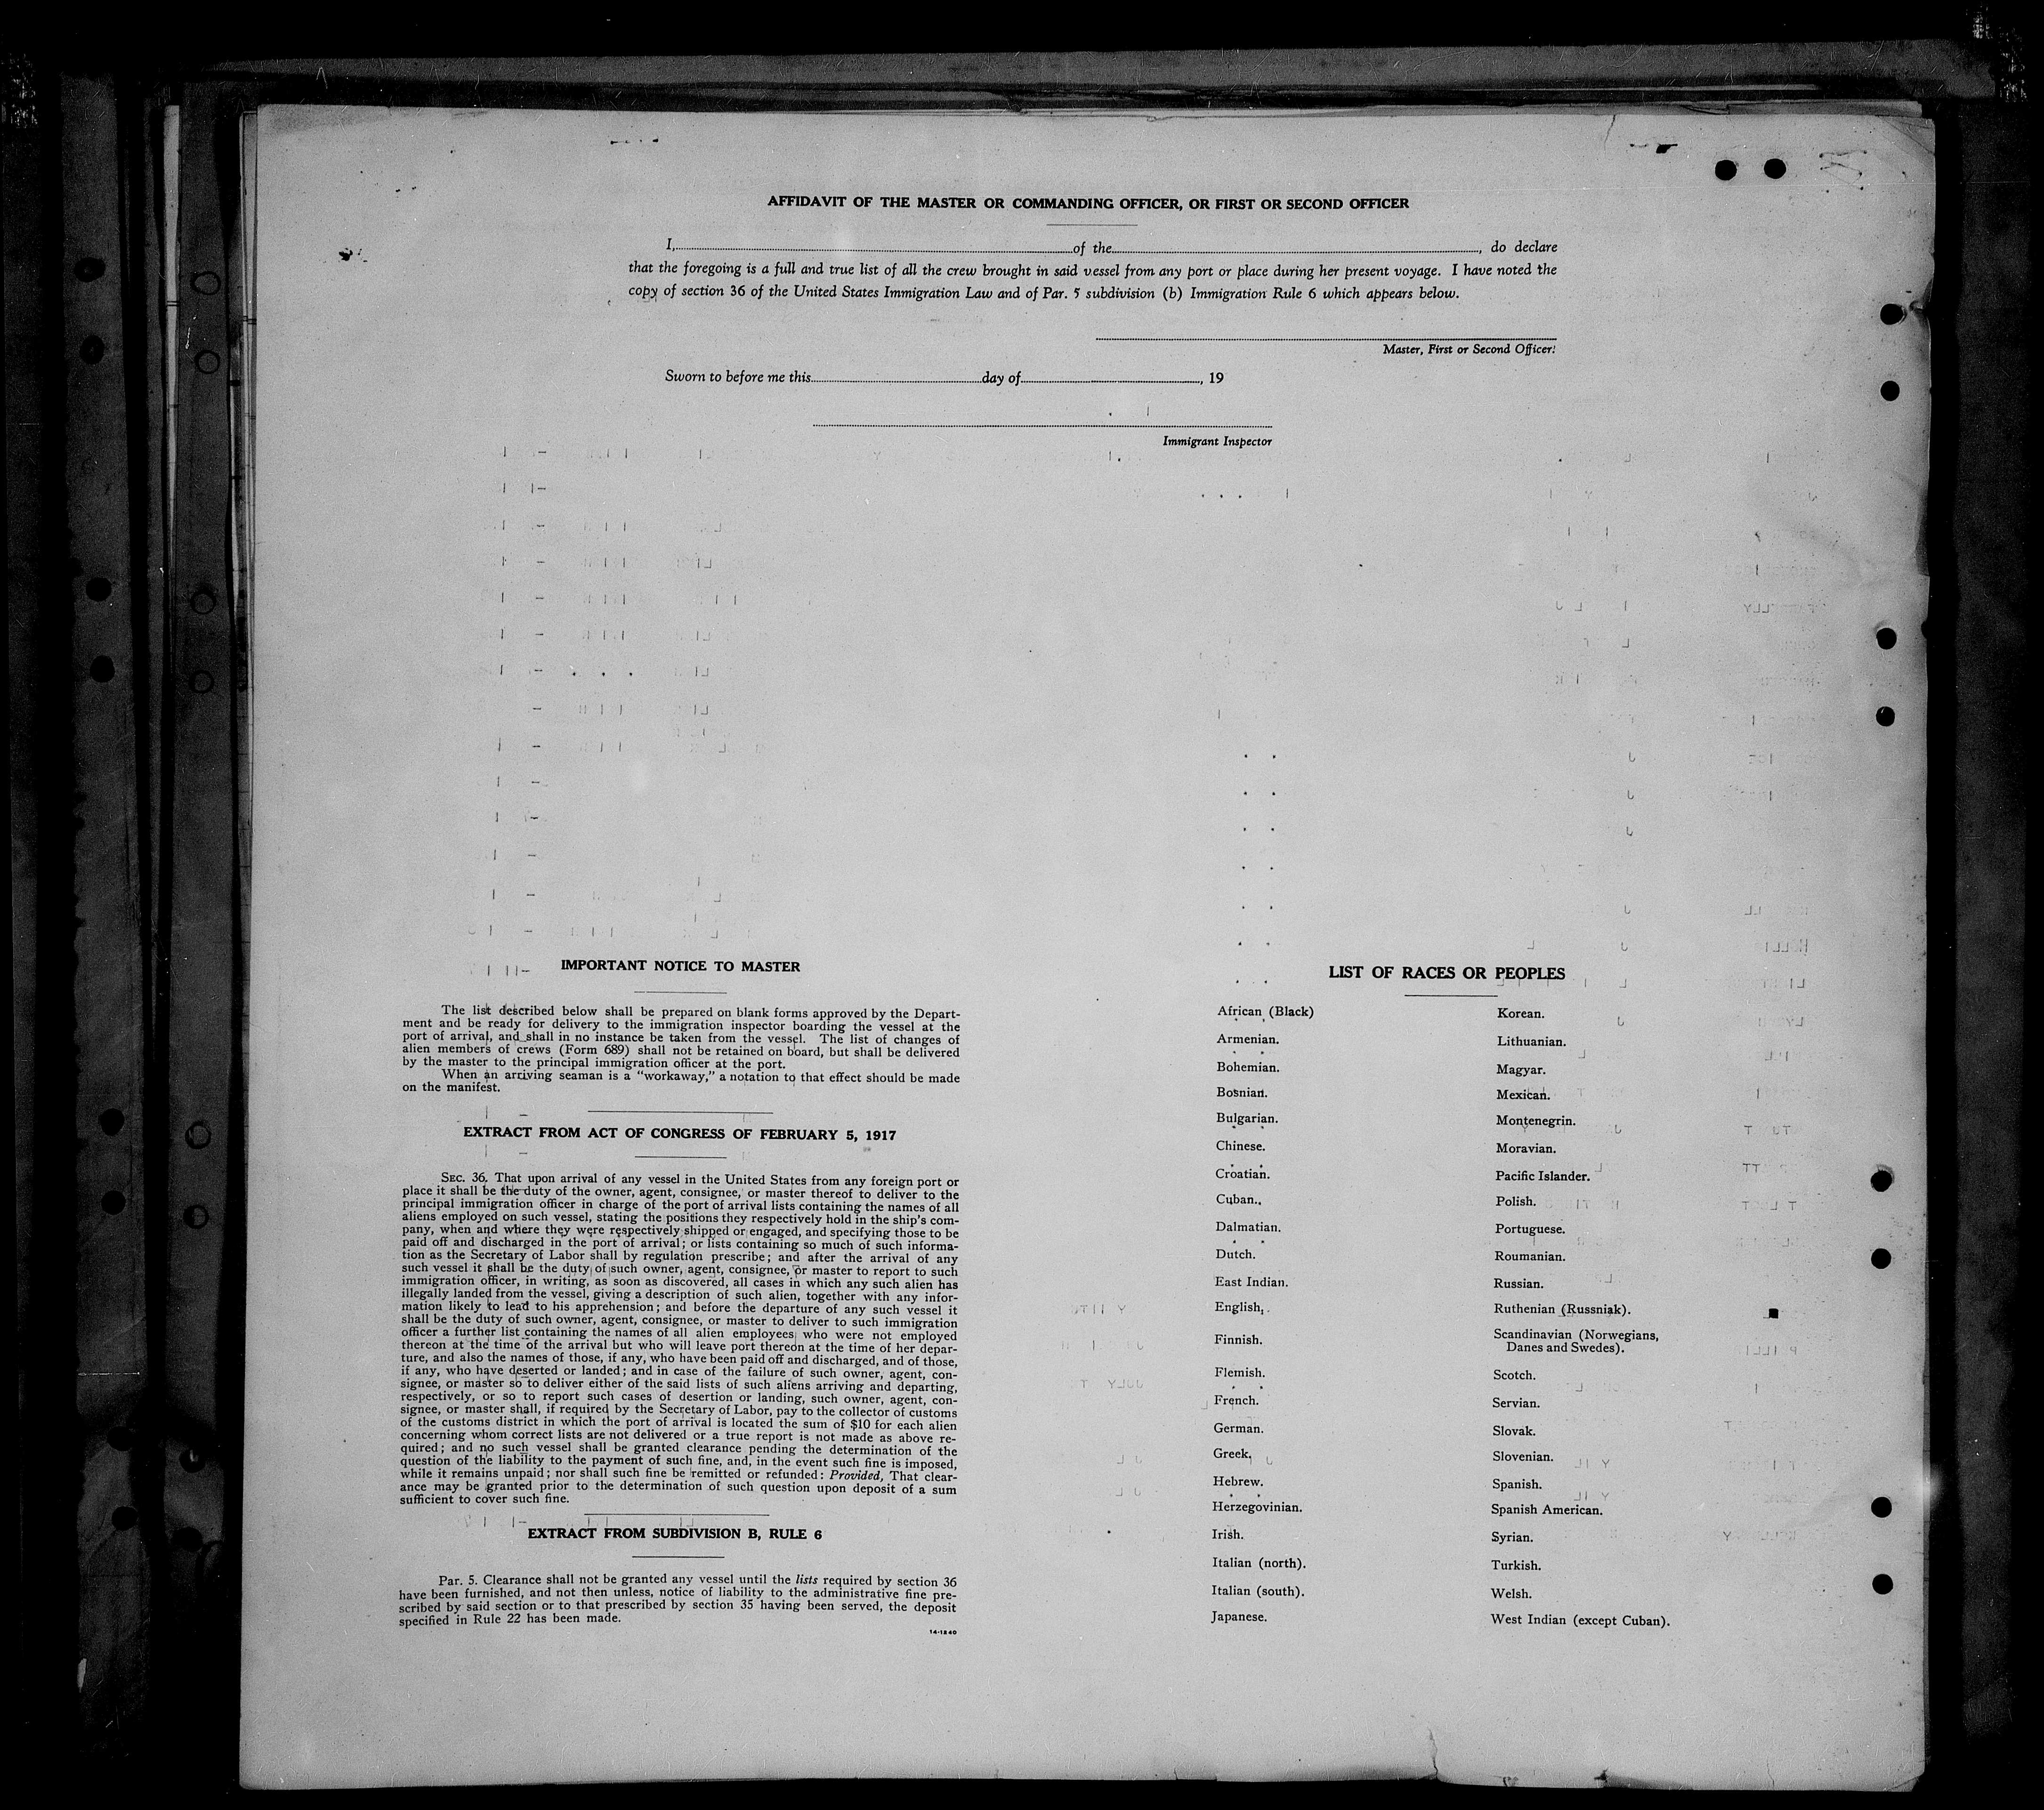 AFFIDAVIT OF THE MASTER OR COMMANDING OFFICER, OR FIRST OR SECOND OFFICER
I, of the , do declare
that the foregoing is a full and true list of all the crew brought in said vessel from any port or place during her present voyage. I have noted the
copy of section 36 of the United States Immigration Law and of Par. 5 subdivision (b) Immigration Rule 6 which appears below.
Master, First or Second Officer.
Sworn to before me this day of , 19
Immigrant Inspector
IMPORTANT NOTICE TO MASTER
The list described below shall be prepared on blank forms approved by the Depart-
ment and be ready for delivery to the immigration inspector boarding the vessel at the
port of arrival, and shall in no instance be taken from the vessel. The list of changes of
alien members of crews (Form 689) shall not be retained on board, but shall be delivered
by the master to the principal immigration officer at the port.
When an arriving seaman is a "workaway," a notation to that effect should be made
on the manifest.
EXTRACT FROM ACT OF CONGRESS OF FEBRUARY 5, 1917
SEC. 36. That upon arrival of any vessel in the United States from any foreign port or
place it shall be the duty of the owner, agent, consignee, or master thereof to deliver to the
principal immigration officer in charge of the port of arrival lists containing the names of all
aliens employed on such vessel, stating the positions they respectively hold in the ship's com-
pany, when and where they were respectively shipped or engaged, and specifying those to be
paid off and discharged in the port of arrival; or lists containing so much of such informa-
tion as the Secretary of Labor shall by regulation prescribe; and after the arrival of any
such vessel it shall be the duty of such owner, agent, consignee, or master to report to such
immigration officer, in writing, as soon as discovered, all cases in which any such alien has
illegally landed from the vessel, giving a description of such alien, together with any infor-
mation likely to lead to his apprehension; and before the departure of any such vessel it
shall be the duty of such owner, agent, consignee, or master to deliver to such immigration
officer a further list containing the names of all alien employees who were not employed
thereon at the time of the arrival but who will leave port thereon at the time of her depar-
ture, and also the names of those, if any, who have been paid off and discharged, and of those,
if any, who have deserted or landed; and in case of the failure of such owner, agent, con-
signee, or master so to deliver either of the said lists of such aliens arriving and departing,
respectively, or so to report such cases of desertion or landing, such owner, agent, con-
signee, or master shall, if required by the Secretary of Labor, pay to the collector of customs
of the customs district in which the port of arrival is located the sum of $10 for each alien
concerning whom correct lists are not delivered or a true report is not made as above re-
quired; and no such vessel shall be granted clearance pending the determination of the
question of the liability to the payment of such fine, and, in the event such fine is imposed,
while it remains unpaid; nor shall such fine be remitted or refunded: Provided, That clear-
ance may be granted prior to the determination of such question upon deposit of a sum
sufficient to cover such fine.
EXTRACT FROM SUBDIVISION B, RULE 6
Par. 5. Clearance shall not be granted any vessel until the lists required by section 36
have been furnished, and not then unless, notice of liability to the administrative fine pre-
scribed by said section or to that prescribed by section 35 having been served, the deposit
specified in Rule 22 has been made.
14-1240
LIST OF RACES OR PEOPLES
African (Black)
Armenian.
Bohemian.
Bosnian.
Bulgarian.
Chinese.
Croatian.
Cuban.
Dalmatian.
Dutch.
East Indian.
English.
Finnish.
Flemish.
French.
German.
Greek.
Hebrew.
Herzegovinian.
Irish.
Italian (north).
Italian (south).
Japanese.
Korean.
Lithuanian.
Magyar.
Mexican.
Montenegrin.
Moravian.
Pacific Islander.
Polish.
Portuguese.
Roumanian.
Russian.
Ruthenian (Russniak).
Scandinavian (Norwegians,
Danes and Swedes).
Scotch.
Servian.
Slovak.
Slovenian.
Spanish.
Spanish American.
Syrian.
Turkish.
Welsh.
West Indian (except Cuban).